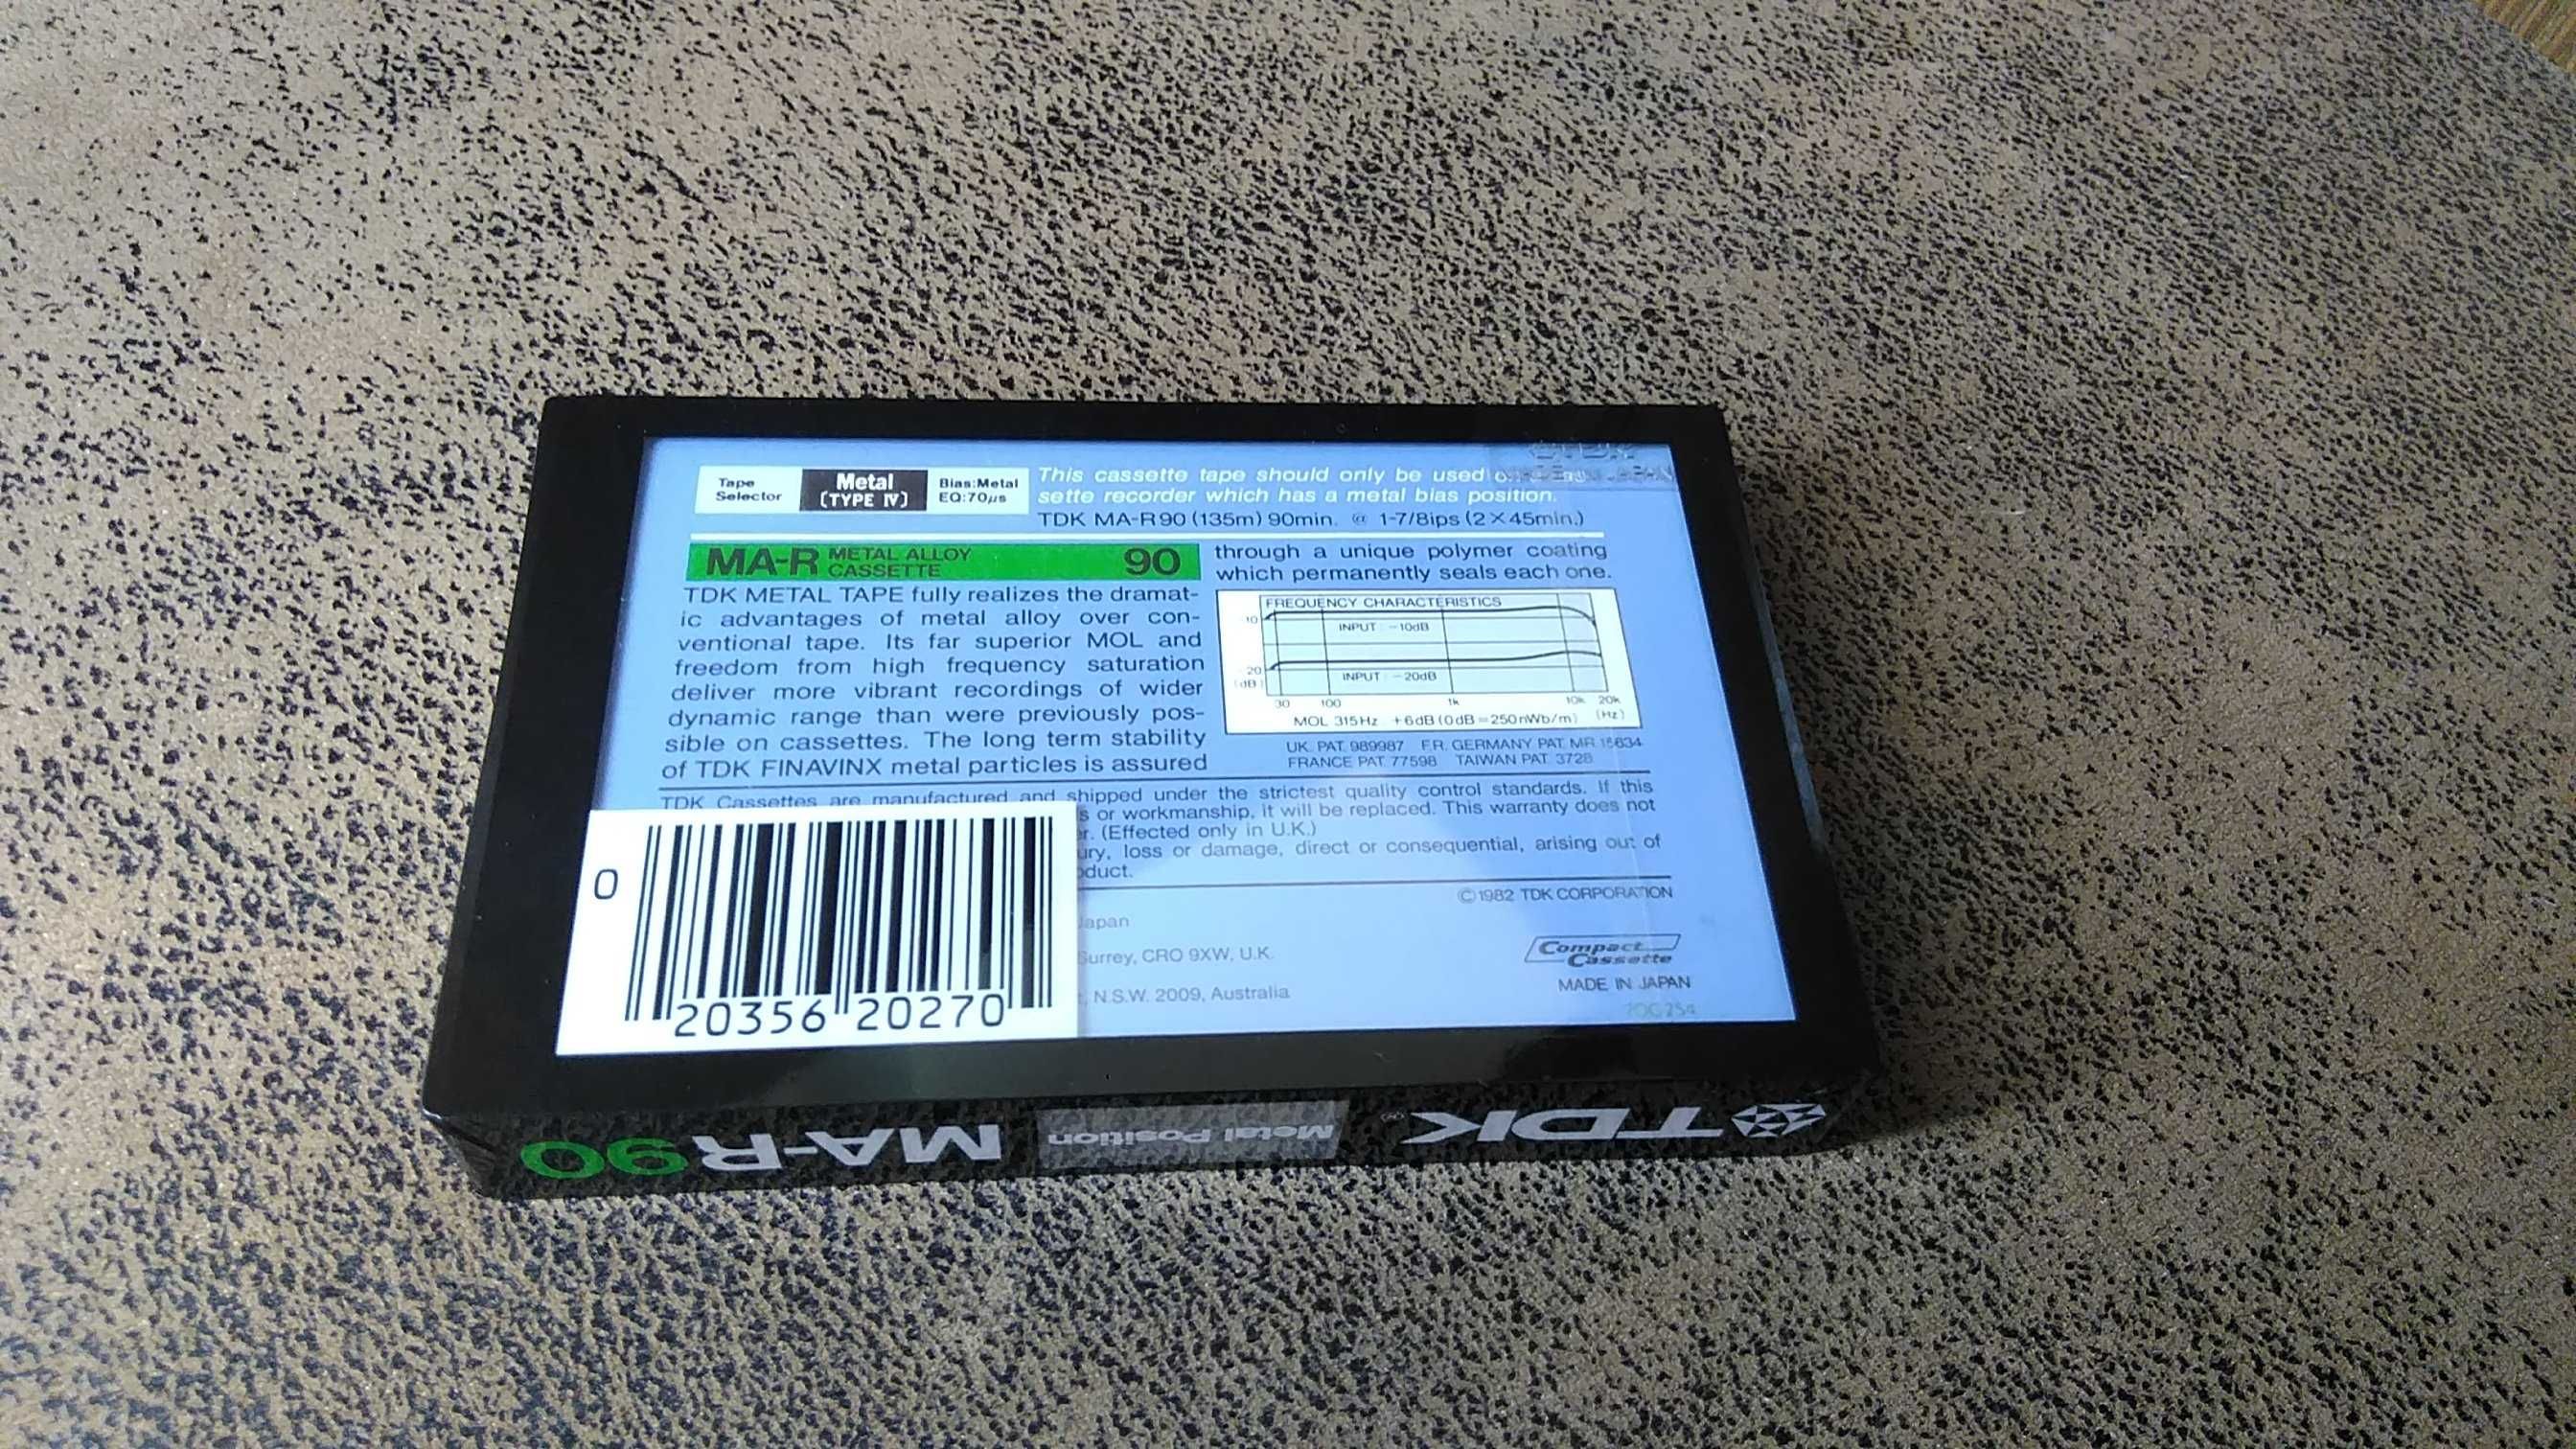 Tape
Selector
Metal
(TYPE IV)
Bias:Metal
EQ:70μs
This cassette tape should only be used
sette recorder which has a metal bias position.
TDK MA-R90 (135m) 90min. @ 1-7/8ips (2×45min.)
MA-R METAL ALLOY
CASSETTE 90
TDK METAL TAPE fully realizes the dramat-
ic advantages of metal alloy over con-
ventional tape. Its far superior MOL and
freedom from high frequency saturation
deliver more vibrant recordings of wider
dynamic range than were previously pos-
sible on cassettes. The long term stability
of TDK FINAVINX metal particles is assured
through a unique polymer coating
which permanently seals each one.
FREQUENCY CHARACTERISTICS
10
INPUT : -10dB
20
(dB)
INPUT : -20dB
30 100 1k 10k 20k
(Hz)
MOL 315Hz +6dB (0dB=250nWb/m)
UK. PAT. 989987 F.R. GERMANY PAT. MR.15634
FRANCE PAT. 77598 TAIWAN PAT. 3728
TDK Cassettes are manufactured and shipped under the strictest quality control standards. If this
s or workmanship, it will be replaced. This warranty does not
r. (Effected only in U.K.)
ury, loss or damage, direct or consequential, arising out of
oduct.
©1982 TDK CORPORATION
Japan
Surrey, CRO 9XW, U.K.
N.S.W. 2009, Australia
Compact
Cassette
MADE IN JAPAN
0 20356 20270
TDK Metal Position MA-R90